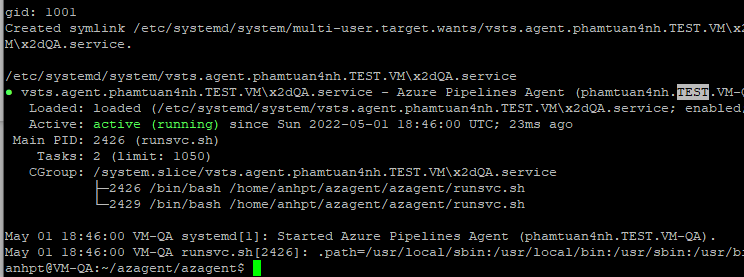 gid: 1001
Created symlink /etc/systemd/system/multi-user.target.wants/vsts.agent.phamtuan4nh.TEST.VM\x2
M\x2dQA.service.
/etc/systemd/system/vsts.agent.phamtuan4nh.TEST.VM\x2dQA.service
● vsts.agent.phamtuan4nh.TEST.VM\x2dQA.service - Azure Pipelines Agent (phamtuan4nh.TEST.VM-Q
Loaded: loaded (/etc/systemd/system/vsts.agent.phamtuan4nh.TEST.VM\x2dQA.service; enabled;
Active: active (running) since Sun 2022-05-01 18:46:00 UTC; 23ms ago
Main PID: 2426 (runsvc.sh)
Tasks: 2 (limit: 1050)
CGroup: /system.slice/vsts.agent.phamtuan4nh.TEST.VM\x2dQA.service
├─2426 /bin/bash /home/anhpt/azagent/azagent/runsvc.sh
└─2429 /bin/bash /home/anhpt/azagent/azagent/runsvc.sh
May 01 18:46:00 VM-QA systemd[1]: Started Azure Pipelines Agent (phamtuan4nh.TEST.VM-QA).
May 01 18:46:00 VM-QA runsvc.sh[2426]: .path=/usr/local/sbin:/usr/local/bin:/usr/sbin:/usr/bi
anhpt@VM-QA:~/azagent/azagent$